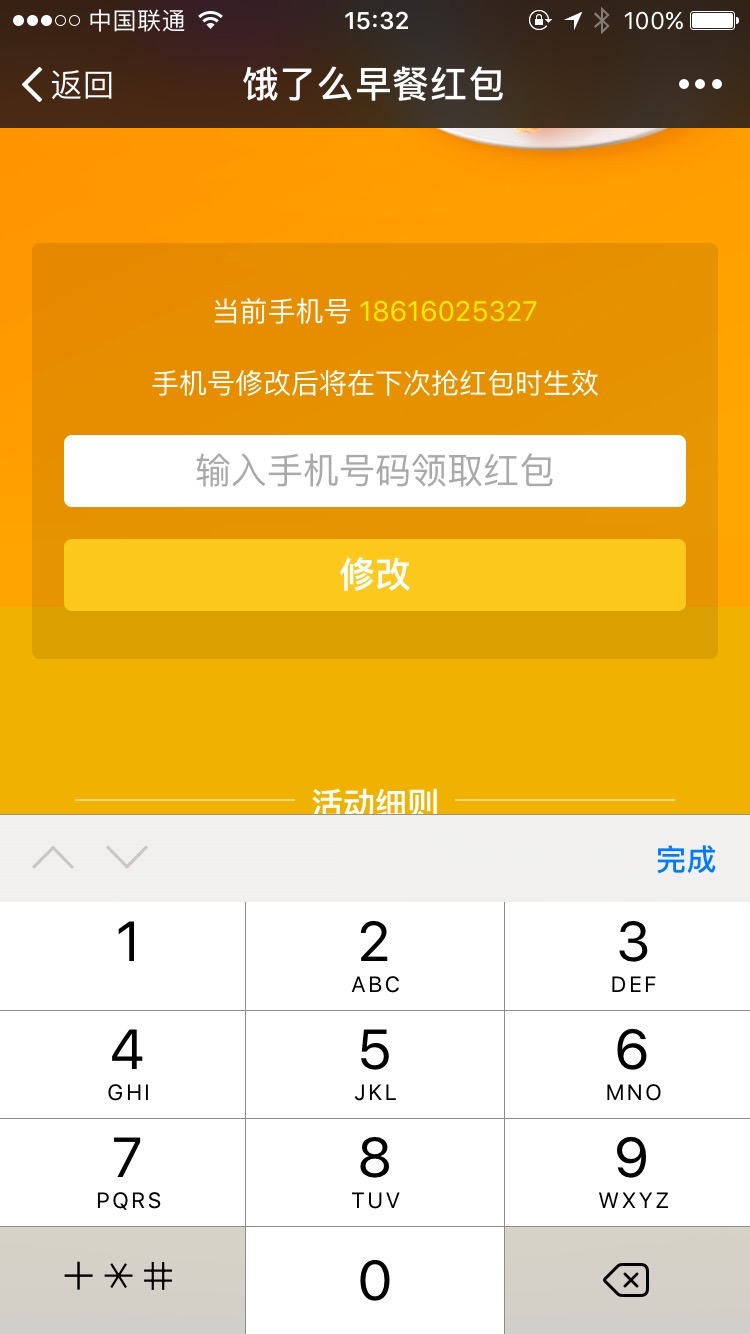 中国联通 15:32 100%
返回 饿了么早餐红包
当前手机号 18616025327
手机号修改后将在下次抢红包时生效
输入手机号码领取红包
修改
活动细则
完成
1 2 3
ABC DEF
4 5 6
GHI JKL MNO
7 8 9
PQRS TUV WXYZ
+*# 0